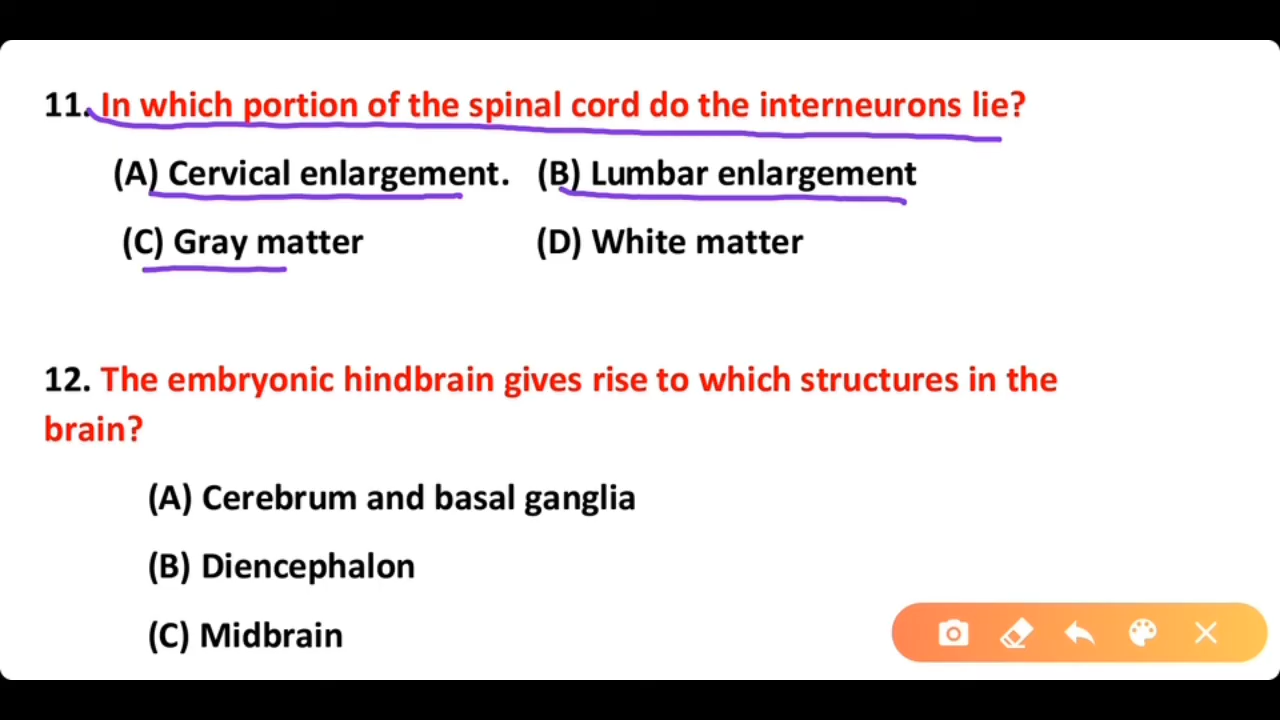 11. In which portion of the spinal cord do the interneurons lie?
(A) Cervical enlargement. (B) Lumbar enlargement
(C) Gray matter (D) White matter
12. The embryonic hindbrain gives rise to which structures in the
brain?
(A) Cerebrum and basal ganglia
(B) Diencephalon
(C) Midbrain